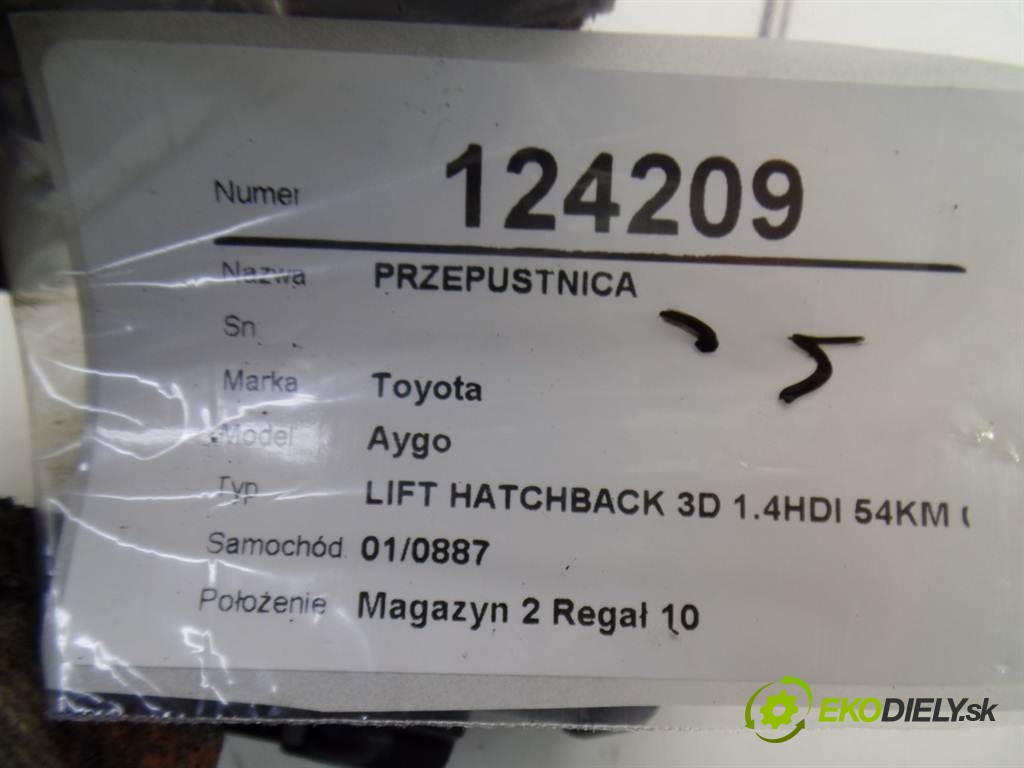 Numer 124209
Nazwa PRZEPUSTNICA
Sn.
Marka Toyota
Model Aygo
Typ LIFT HATCHBACK 3D 1.4HDI 54KM
Samochód. 01/0887
Położenie Magazyn 2 Regał 10
EKODIELY.sk